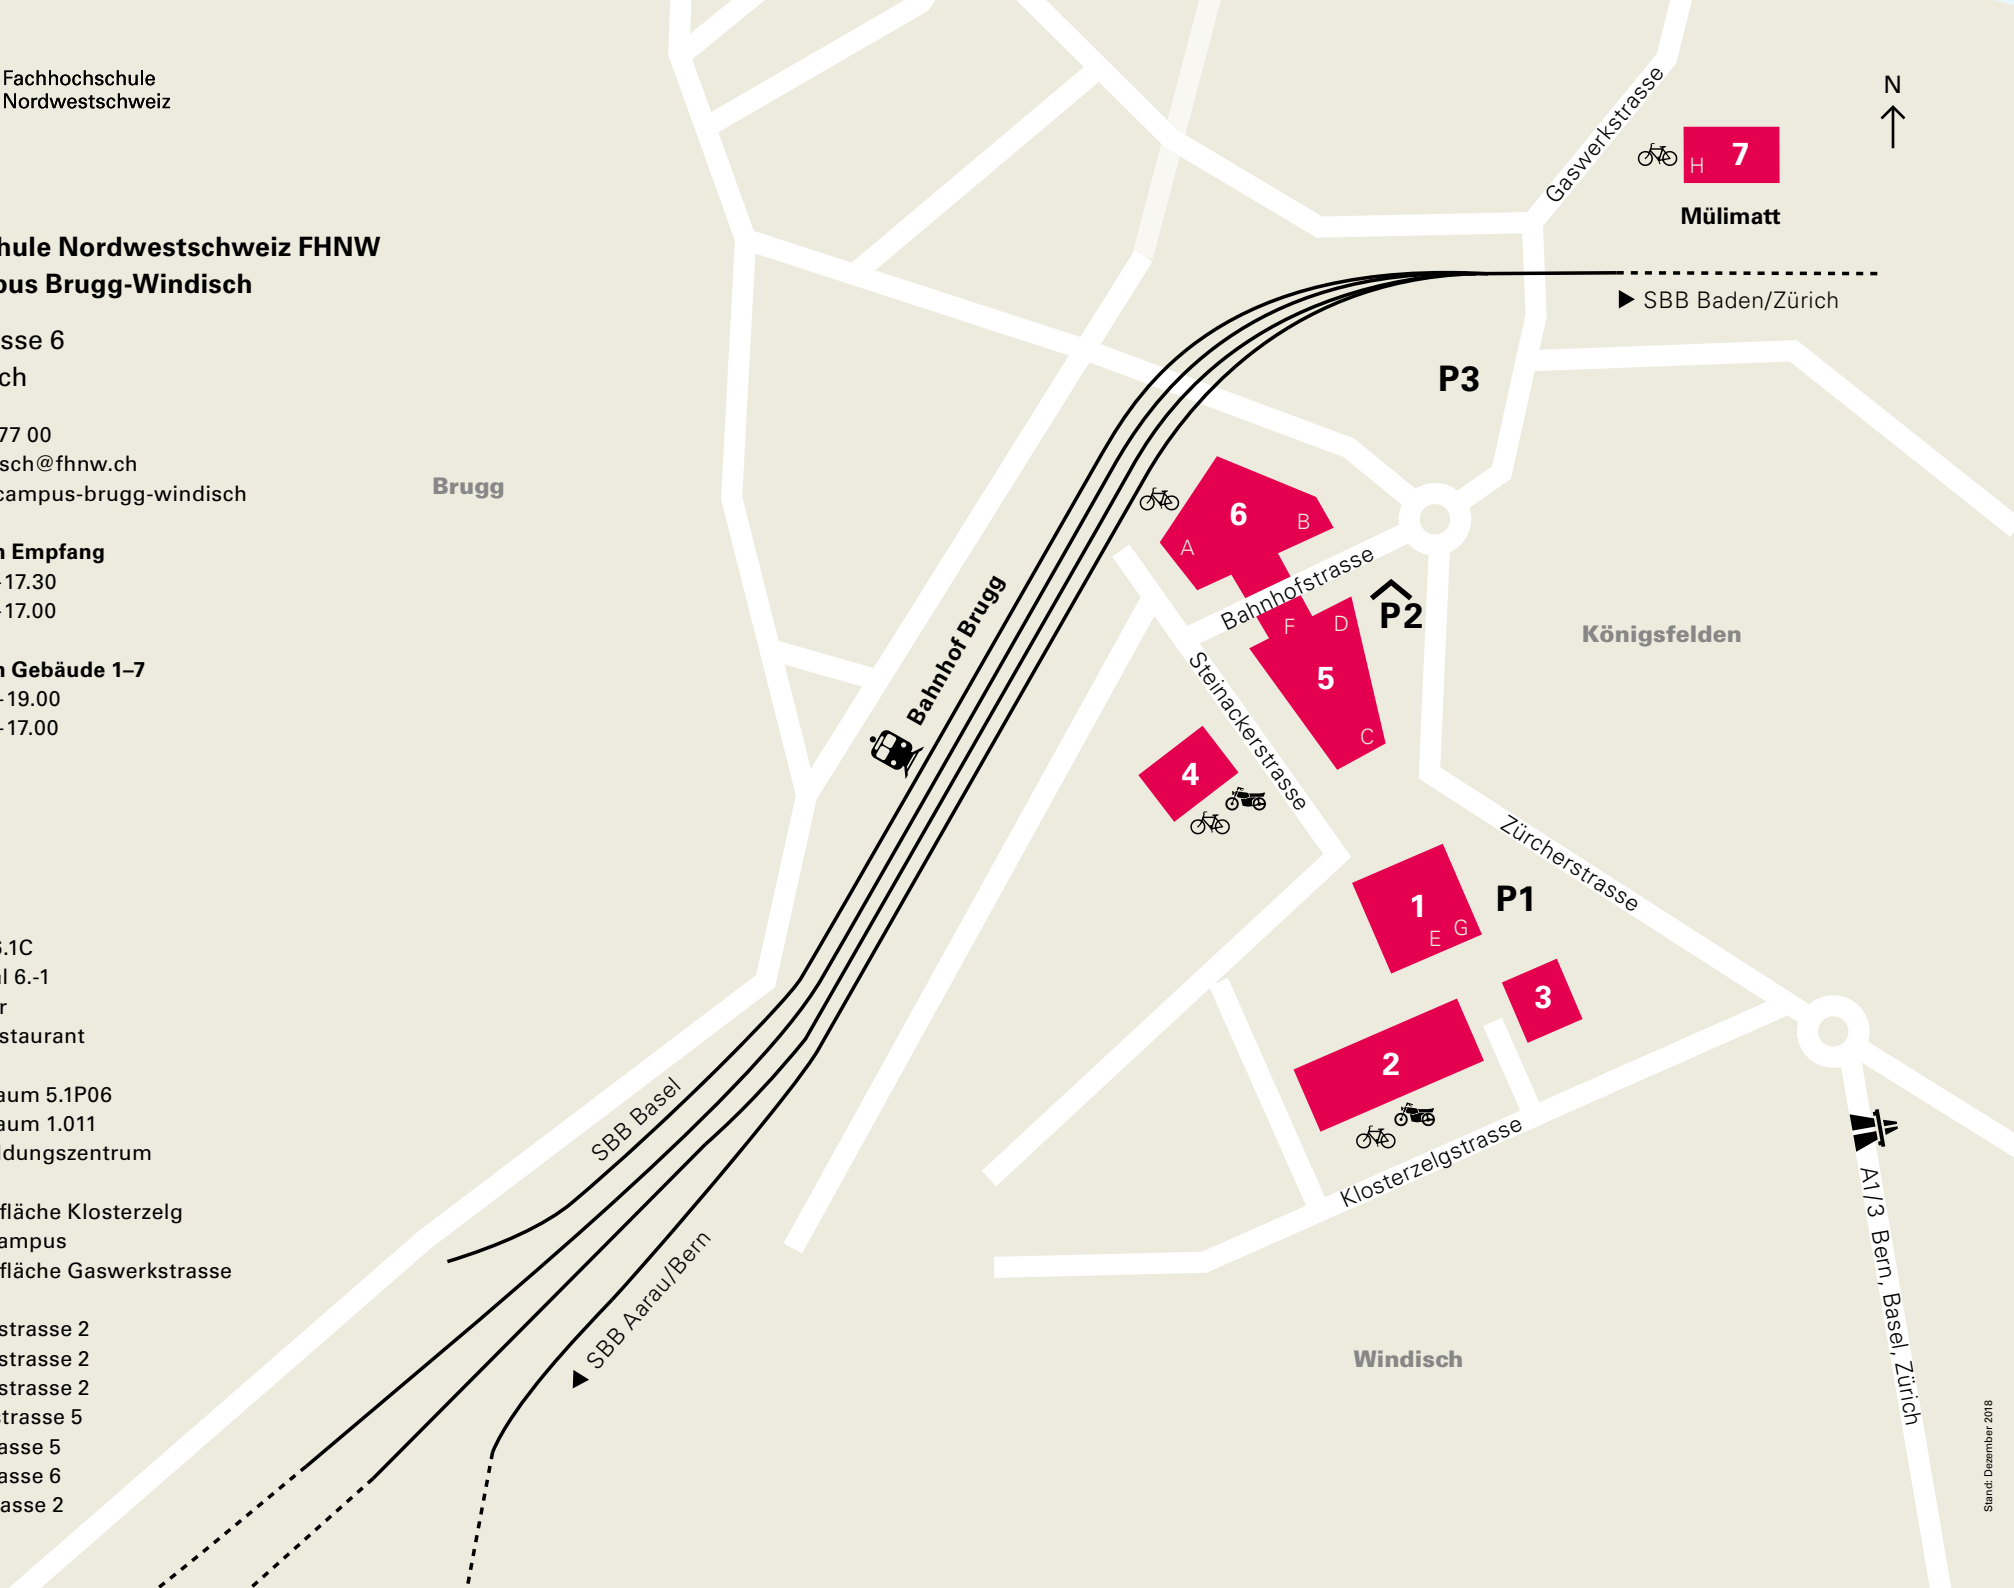 Fachhochschule
Nordwestschweiz
hule Nordwestschweiz FHNW
ous Brugg-Windisch
sse 6
ch
77 00
sch@fhnw.ch
campus-brugg-windisch
n Empfang
-17.30
-17.00
n Gebäude 1–7
-19.00
-17.00
6.1C
l 6.-1
r
staurant
aum 5.1P06
aum 1.011
ldungszentrum
fläche Klosterzelg
ampus
fläche Gaswerkstrasse
strasse 2
strasse 2
strasse 2
strasse 5
asse 5
asse 6
asse 2
N
Gaswerkstrasse
H 7
Mülimatt
SBB Baden/Zürich
P3
Brugg
6
B
A
Bahnhofstrasse
P2
Königsfelden
F
D
5
C
Bahnhof Brugg
Steinackerstrasse
4
Zürcherstrasse
1
E
G
P1
3
2
Klosterzelgstrasse
SBB Basel
SBB Aarau/Bern
A1/3 Bern, Basel, Zürich
Windisch
Stand: Dezember 2018